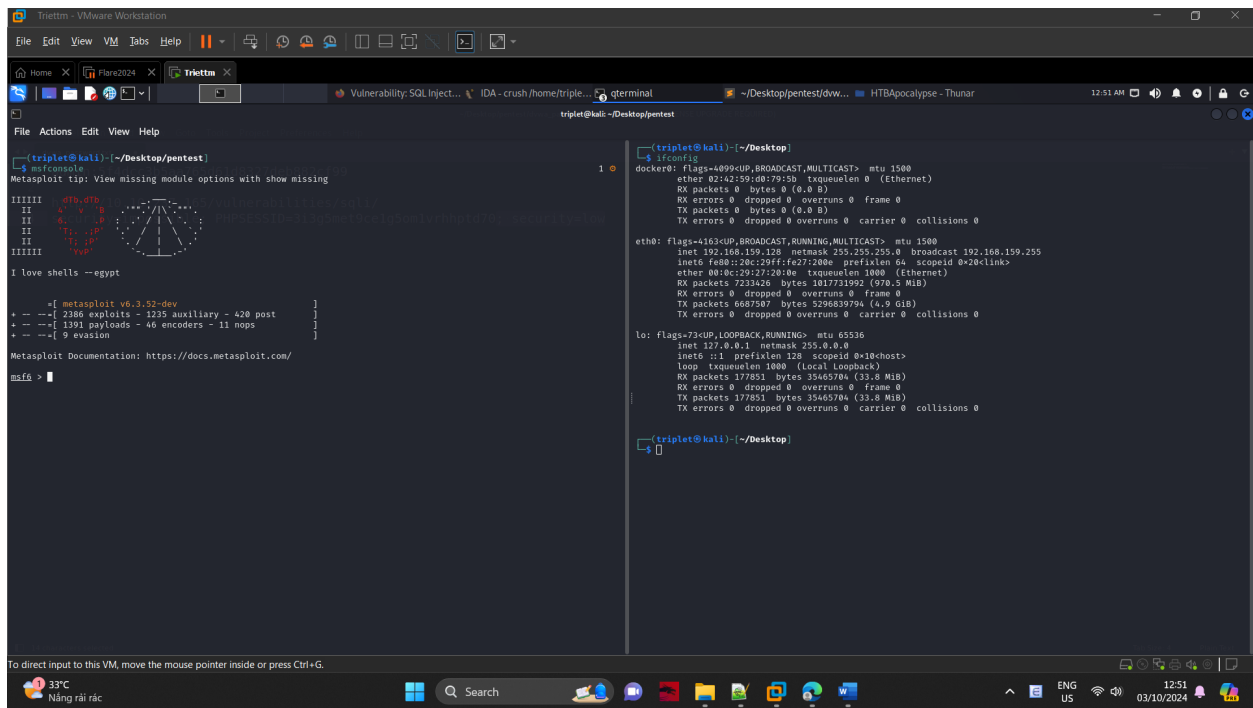 Triettm - VMware Workstation
File Edit View VM Tabs Help
Home Flare2024 Triettm
Vulnerability: SQL Inject... IDA - crush /home/triple... qterminal ~/Desktop/pentest/dvw... HTBApocalypse - Thunar 12:51 AM
triplet@kali: ~/Desktop/pentest
File Actions Edit View Help
(triplet㉿kali)-[~/Desktop/pentest]
$ msfconsole
Metasploit tip: View missing module options with show missing
IIIIII dTb.dTb
II 4' v 'B
II 6. .P
II 'T;. .;P'
II 'T; ;P'
IIIIII 'YvP'
I love shells --egypt
=[ metasploit v6.3.52-dev ]
+ -- --=[ 2386 exploits - 1235 auxiliary - 420 post ]
+ -- --=[ 1391 payloads - 46 encoders - 11 nops ]
+ -- --=[ 9 evasion ]
Metasploit Documentation: https://docs.metasploit.com/
msf6 >
1
(triplet㉿kali)-[~/Desktop]
$ ifconfig
docker0: flags=4099<UP,BROADCAST,MULTICAST> mtu 1500
ether 02:42:59:d0:79:5b txqueuelen 0 (Ethernet)
RX packets 0 bytes 0 (0.0 B)
RX errors 0 dropped 0 overruns 0 frame 0
TX packets 0 bytes 0 (0.0 B)
TX errors 0 dropped 0 overruns 0 carrier 0 collisions 0
eth0: flags=4163<UP,BROADCAST,RUNNING,MULTICAST> mtu 1500
inet 192.168.159.128 netmask 255.255.255.0 broadcast 192.168.159.255
inet6 fe80::20c:29ff:fe27:200e prefixlen 64 scopeid 0×20<link>
ether 00:0c:29:27:20:0e txqueuelen 1000 (Ethernet)
RX packets 7233426 bytes 1017731992 (970.5 MiB)
RX errors 0 dropped 0 overruns 0 frame 0
TX packets 6687507 bytes 5296839794 (4.9 GiB)
TX errors 0 dropped 0 overruns 0 carrier 0 collisions 0
lo: flags=73<UP,LOOPBACK,RUNNING> mtu 65536
inet 127.0.0.1 netmask 255.0.0.0
inet6 ::1 prefixlen 128 scopeid 0×10<host>
loop txqueuelen 1000 (Local Loopback)
RX packets 177851 bytes 35465704 (33.8 MiB)
RX errors 0 dropped 0 overruns 0 frame 0
TX packets 177851 bytes 35465704 (33.8 MiB)
TX errors 0 dropped 0 overruns 0 carrier 0 collisions 0
(triplet㉿kali)-[~/Desktop]
$
To direct input to this VM, move the mouse pointer inside or press Ctrl+G.
1
33°C
Nắng rải rác
Search
ENG
US
12:51
03/10/2024